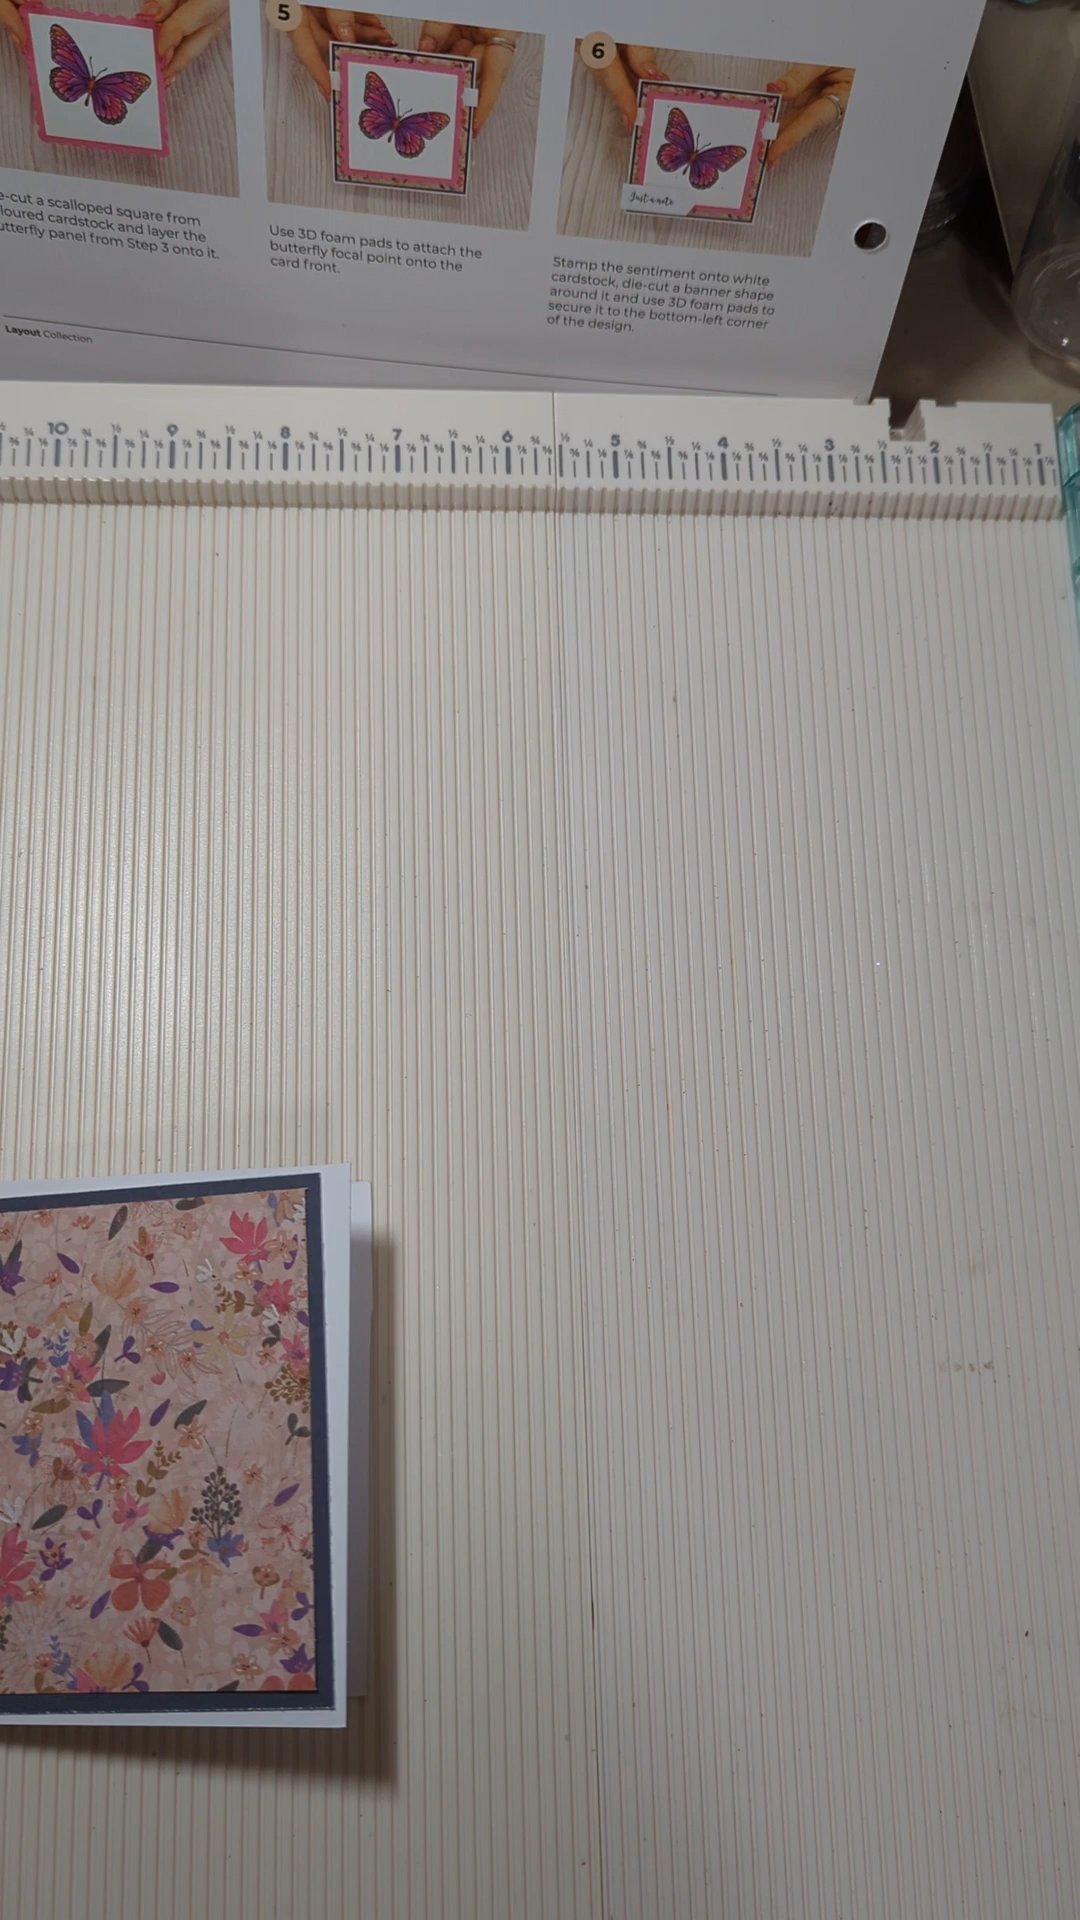 5
6
e-cut a scalloped square from
loured cardstock and layer the
utterfly panel from Step 3 onto it.
Use 3D foam pads to attach the
butterfly focal point onto the
card front.
Just a note
Stamp the sentiment onto white
cardstock, die-cut a banner shape
around it and use 3D foam pads to
secure it to the bottom-left corner
of the design.
Layout Collection
10 9 8 7 6 5 4 3 2 1